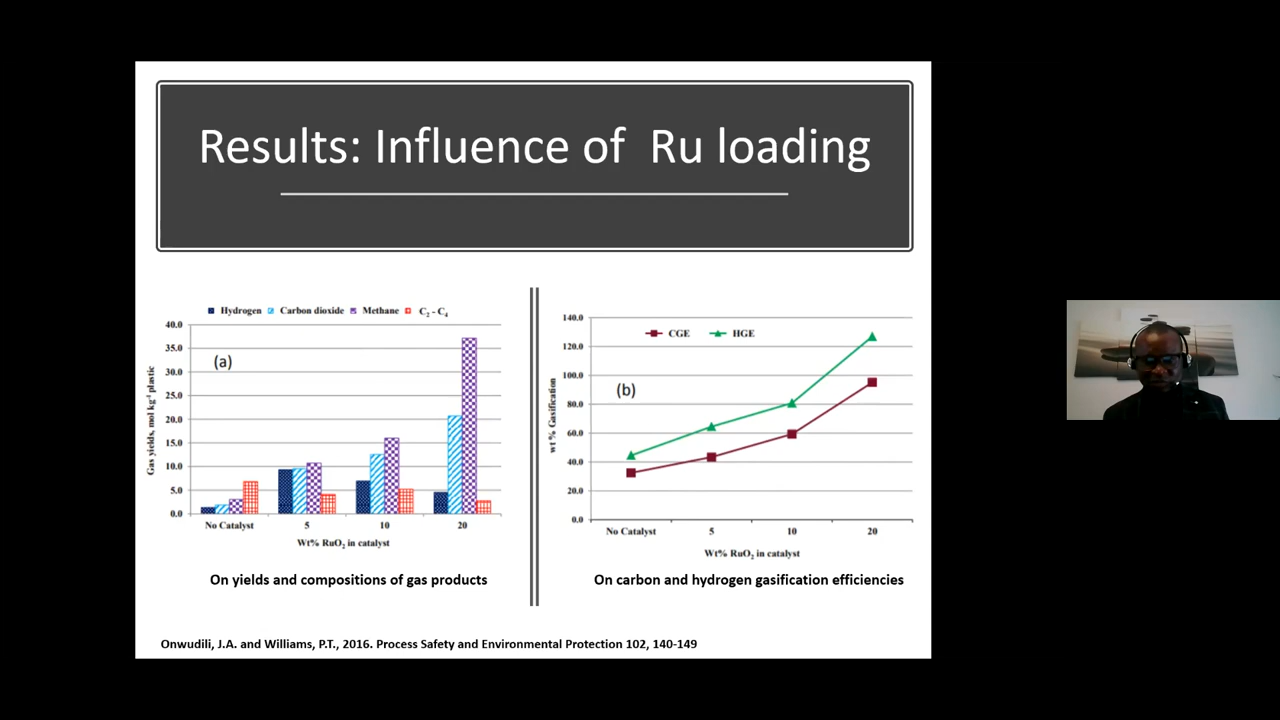 Results: Influence of Ru loading
Hydrogen Carbon dioxide Methane C₂ - C₄
40.0
35.0
30.0
25.0
20.0
15.0
10.0
5.0
0.0
Gas yields, mol kg⁻¹ plastic
(a)
No Catalyst 5 10 20
Wt% RuO₂ in catalyst
On yields and compositions of gas products
CGE HGE
140.0
120.0
100.0
80.0
60.0
40.0
20.0
0.0
wt % Gasification
(b)
No Catalyst 5 10 20
Wt% RuO₂ in catalyst
On carbon and hydrogen gasification efficiencies
Onwudili, J.A. and Williams, P.T., 2016. Process Safety and Environmental Protection 102, 140-149